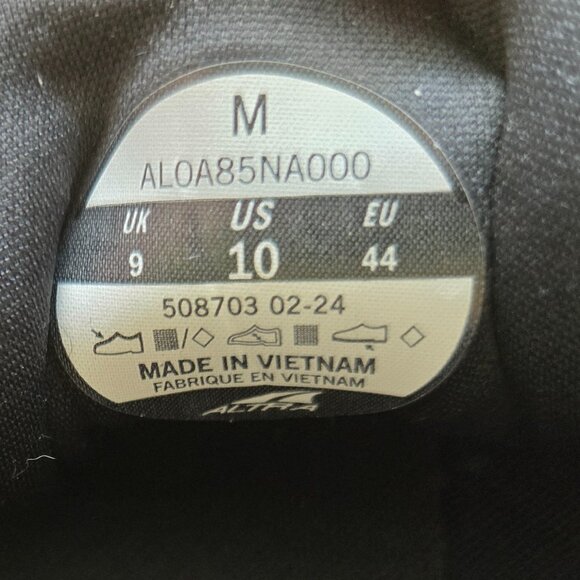 M
AL0A85NA000
UK US EU
9 10 44
508703 02-24
MADE IN VIETNAM
FABRIQUE EN VIETNAM
ALTRA